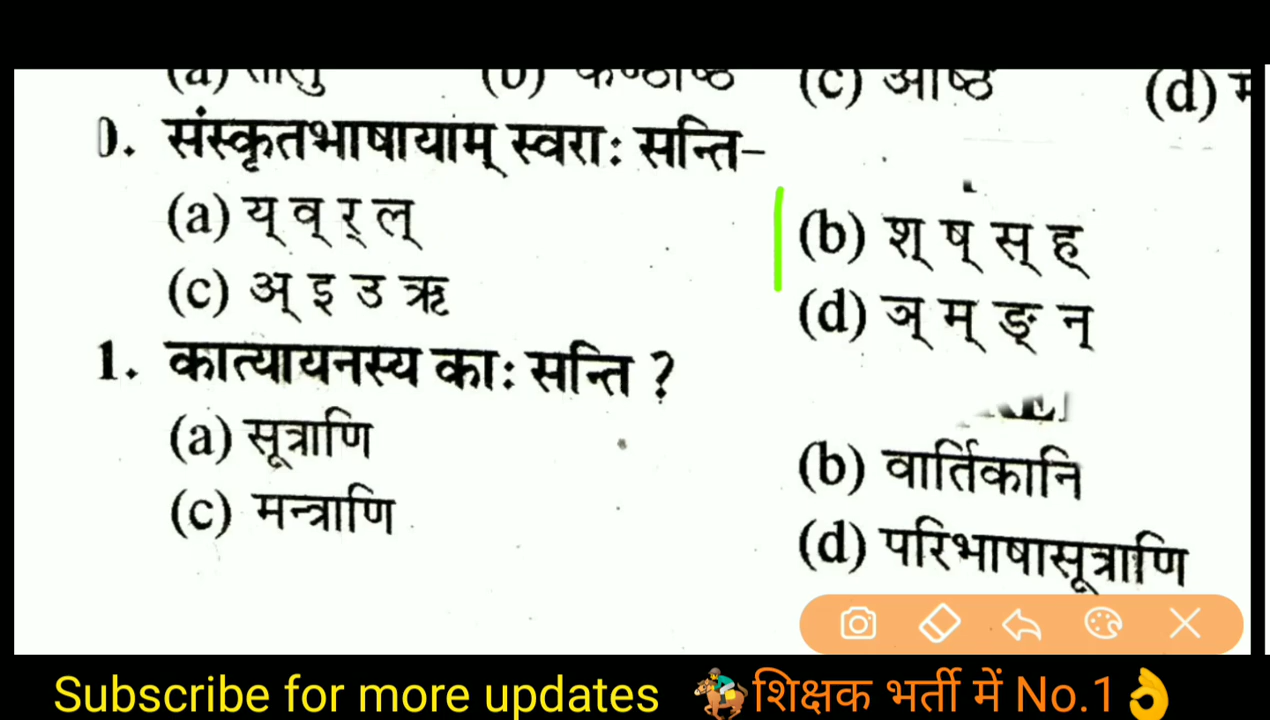 (c) ओष्ठ (d)
0. संस्कृतभाषायाम् स्वराः सन्ति–
(a) य् व् र् ल् (b) श् ष् स् ह्
(c) अ् इ उ ऋ (d) ञ् म् ङ् न्
1. कात्यायनस्य काः सन्ति ?
(a) सूत्राणि (b) वार्तिकानि
(c) मन्त्राणि (d) परिभाषासूत्राणि
Subscribe for more updates शिक्षक भर्ती में No.1